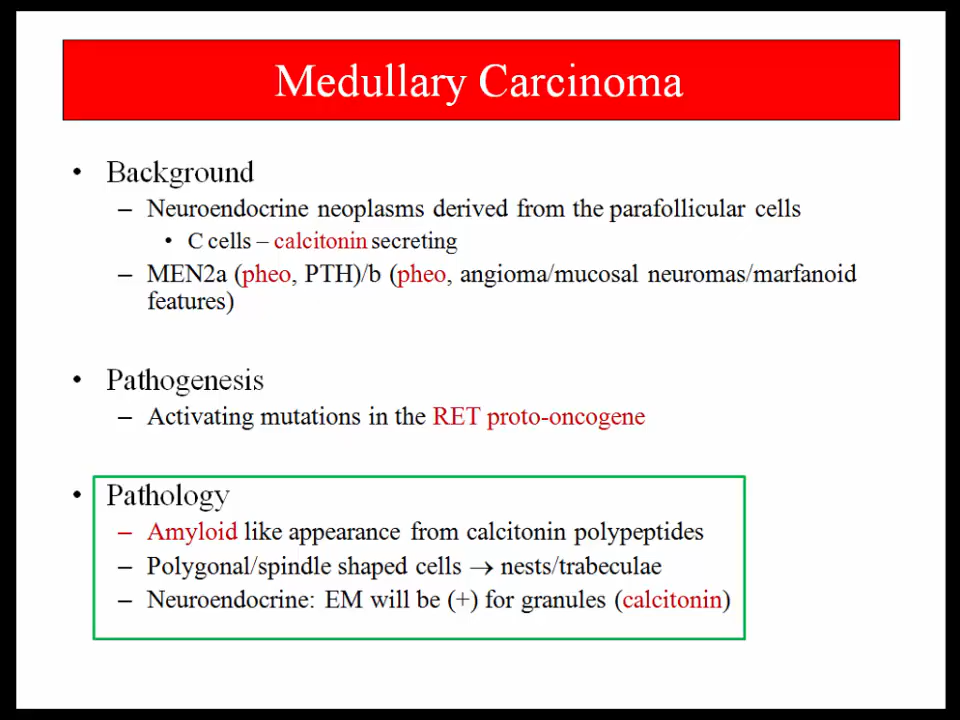 Medullary Carcinoma
• Background
– Neuroendocrine neoplasms derived from the parafollicular cells
• C cells – calcitonin secreting
– MEN2a (pheo, PTH)/b (pheo, angioma/mucosal neuromas/marfanoid
features)
• Pathogenesis
– Activating mutations in the RET proto-oncogene
• Pathology
– Amyloid like appearance from calcitonin polypeptides
– Polygonal/spindle shaped cells → nests/trabeculae
– Neuroendocrine: EM will be (+) for granules (calcitonin)